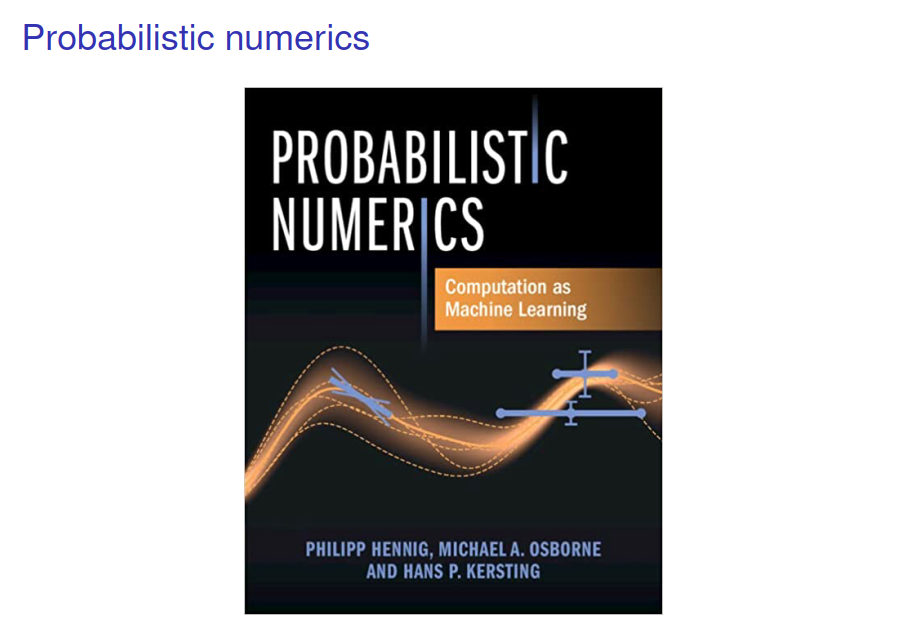 Probabilistic numerics
PROBABILISTIC
NUMERICS
Computation as
Machine Learning
PHILIPP HENNIG, MICHAEL A. OSBORNE
AND HANS P. KERSTING